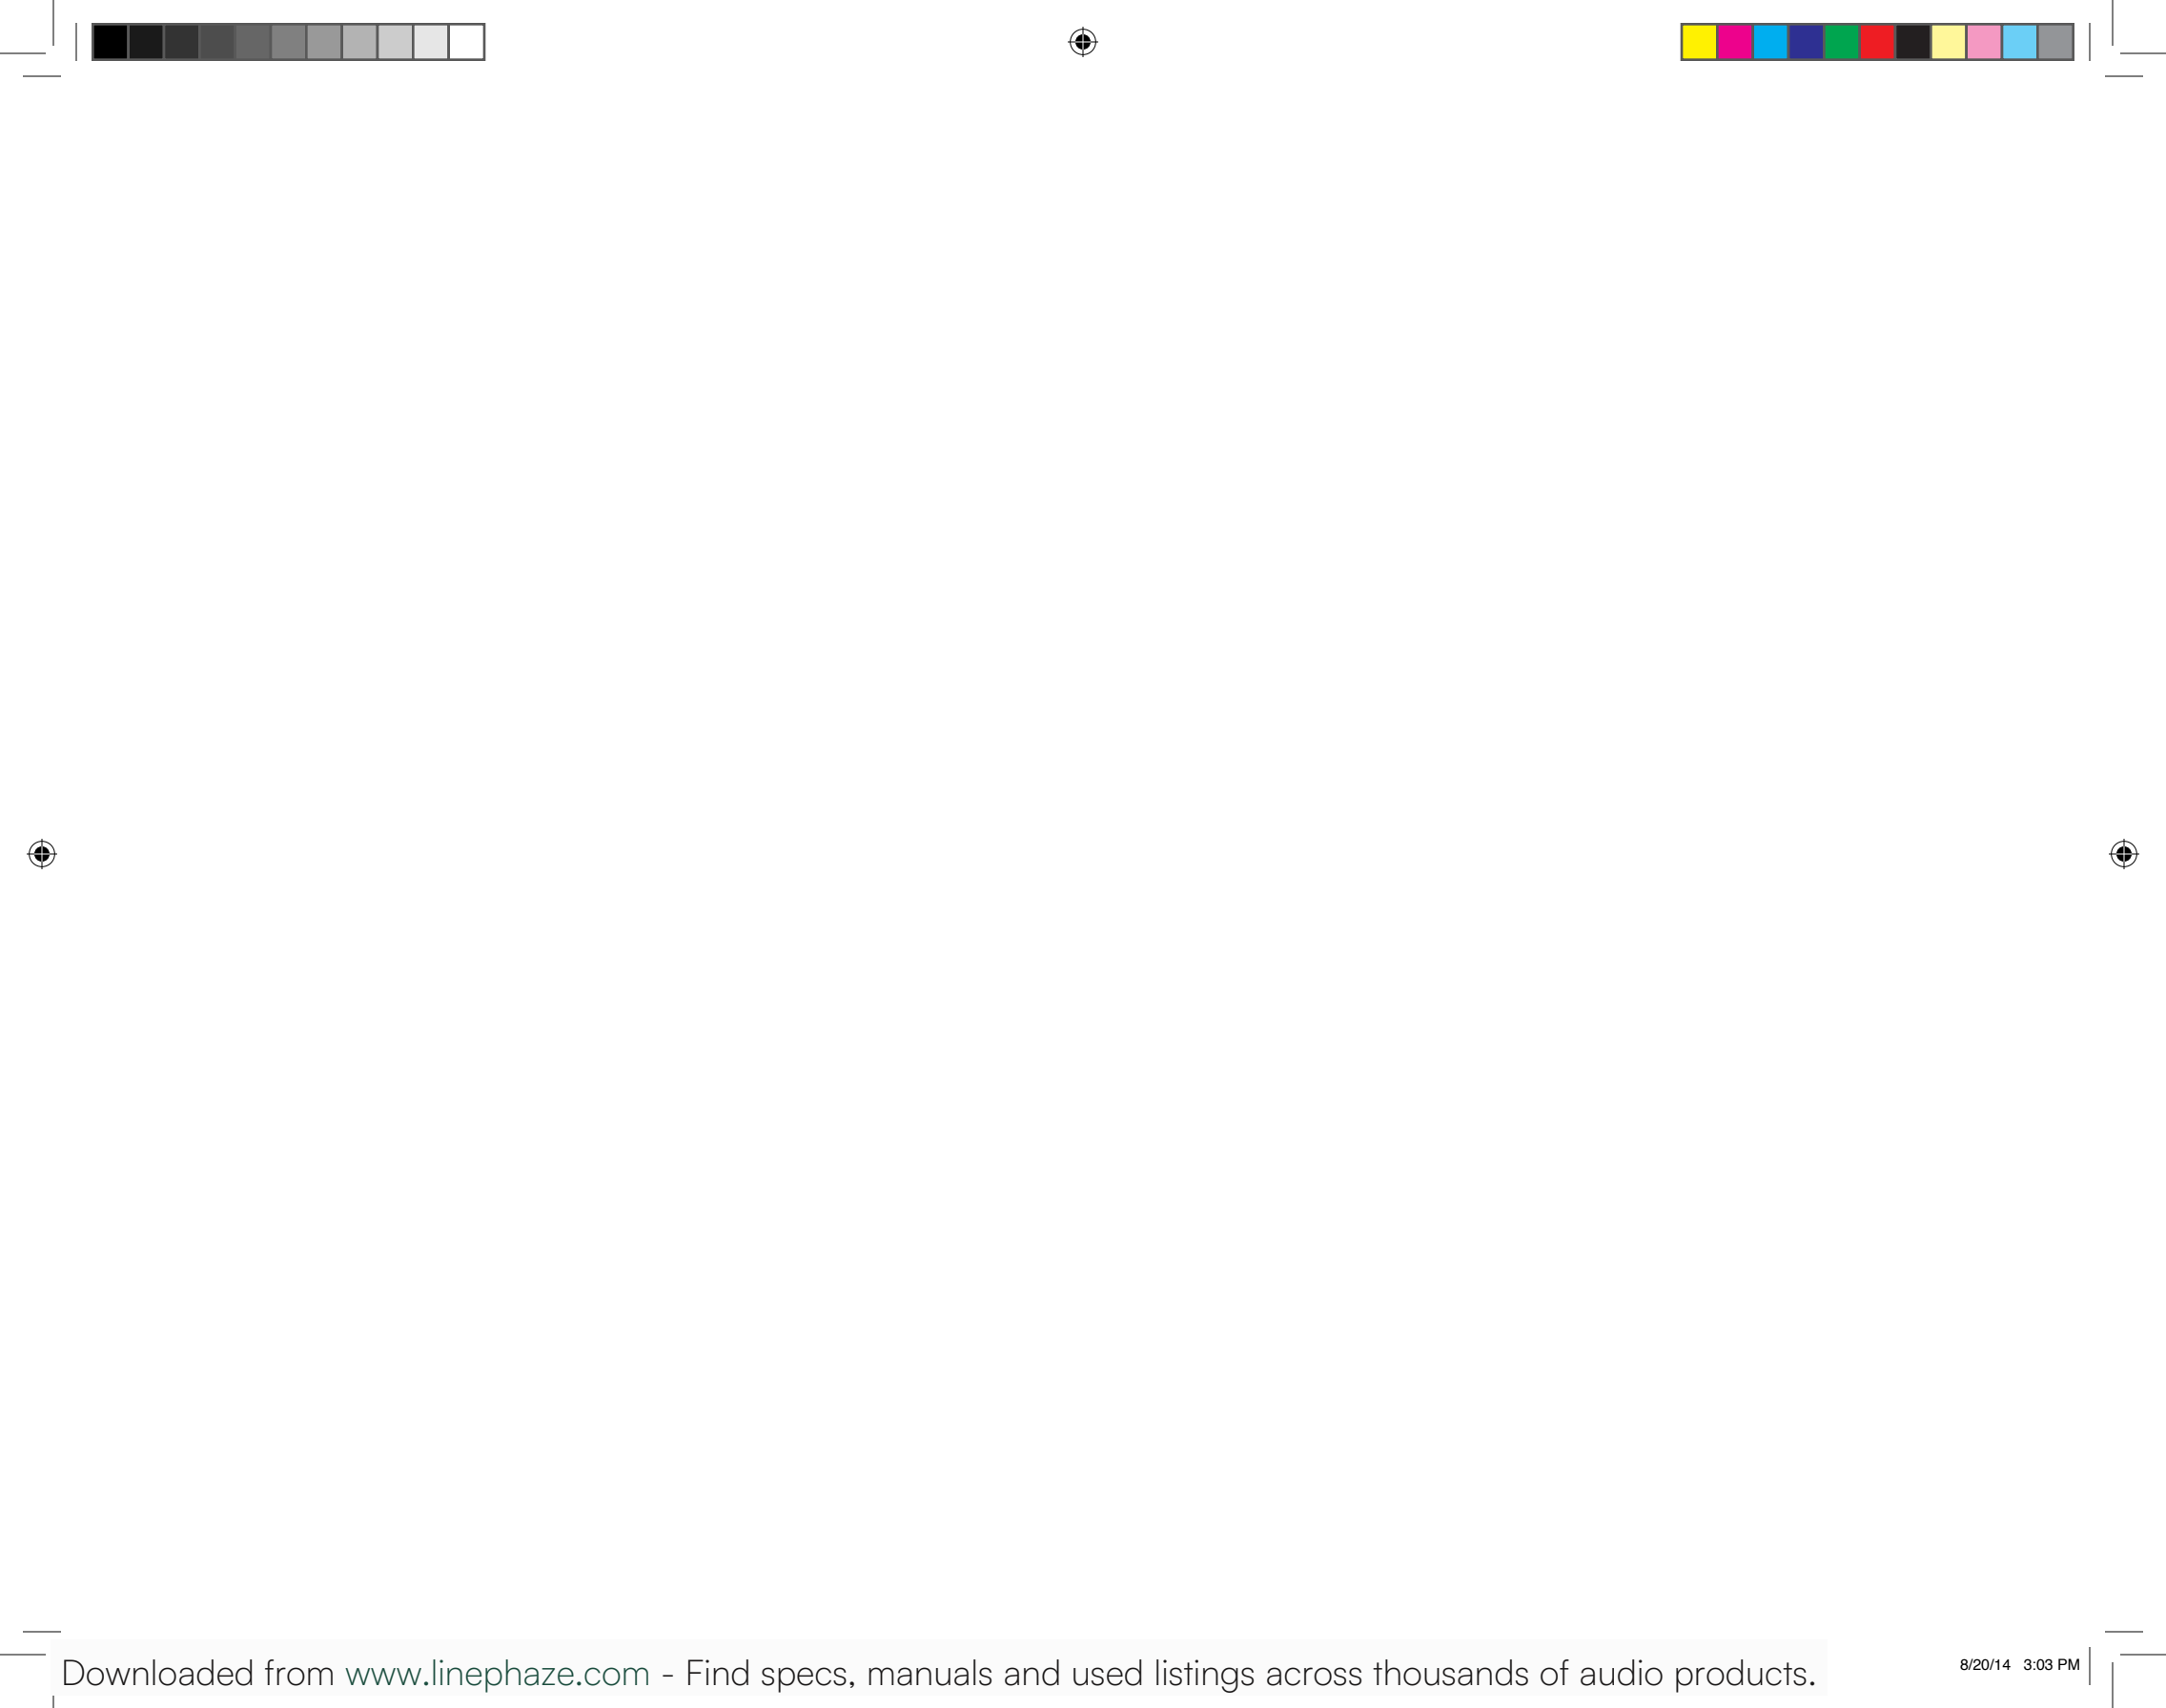 Downloaded from www.linephaze.com - Find specs, manuals and used listings across thousands of audio products.
8/20/14 3:03 PM